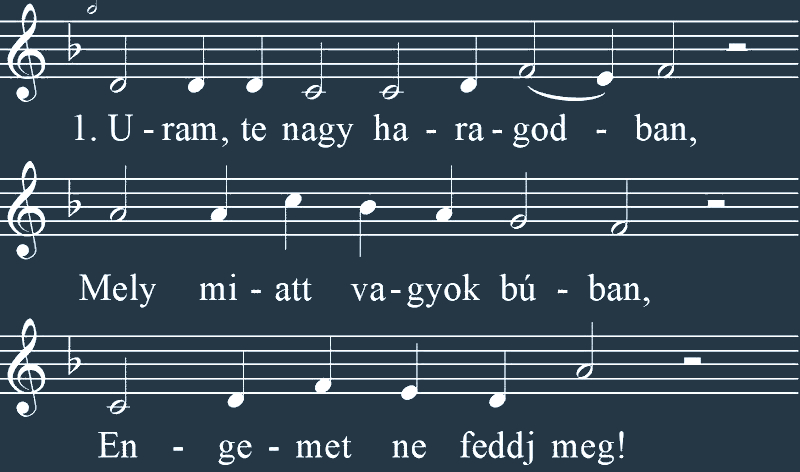 1. U - ram, te nagy ha - ra - god - ban,
Mely mi - att va - gyok bú - ban,
En - ge - met ne feddj meg!